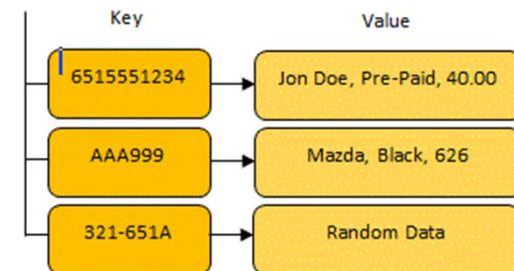 Key Value
6515551234 Jon Doe, Pre-Paid, 40.00
AAA999 Mazda, Black, 626
321-651A Random Data